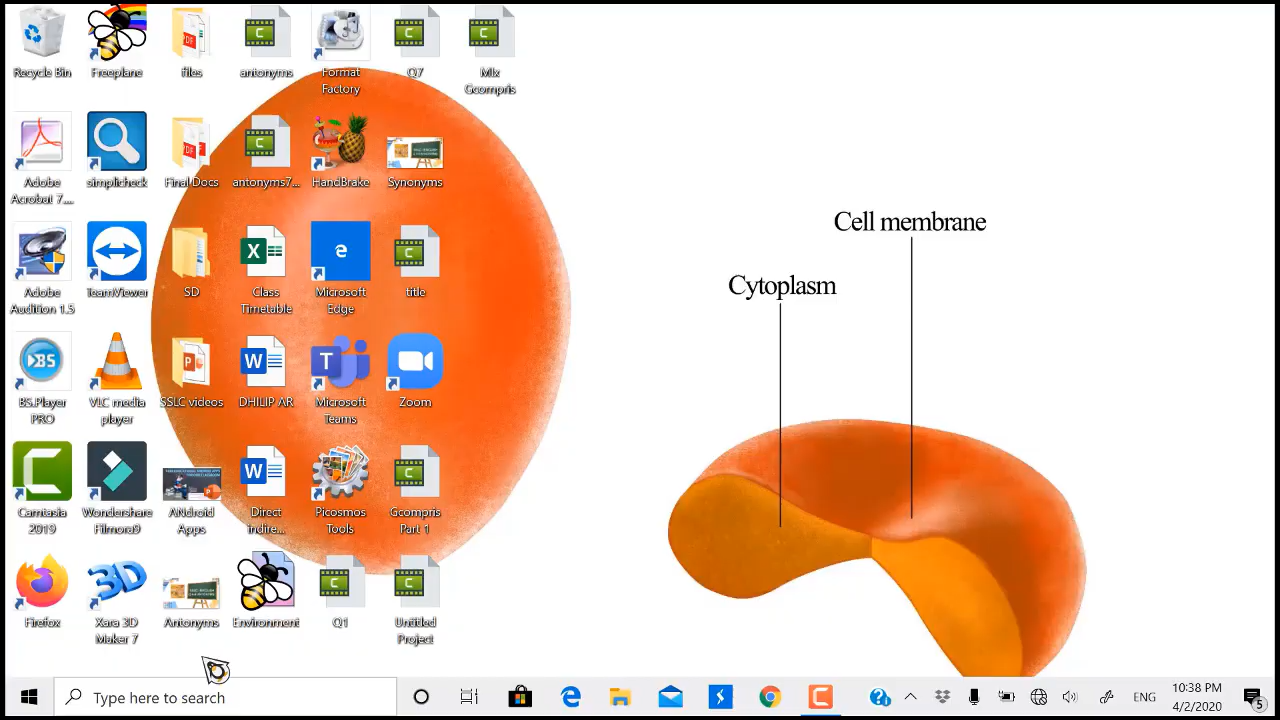 Recycle Bin
Freeplane
files
antonyms
Format
Factory
Q7
MIx
Gcompris
Adobe
Acrobat 7....
simplicheck
Final Docs
antonyms7...
HandBrake
Synonyms
Adobe
Audition 1.5
TeamViewer
SD
Class
Timetable
Microsoft
Edge
title
BS.Player
PRO
VLC media
player
SSLC videos
DHILIP AR
Microsoft
Teams
Zoom
Camtasia
2019
Wondershare
Filmora9
ANdroid
Apps
Direct
indire...
Picosmos
Tools
Gcompris
Part 1
Firefox
Xara 3D
Maker 7
Antonyms
Environment
Q1
Untitled
Project
Cell membrane
Cytoplasm
Type here to search
ENG
10:38 PM
4/2/2020
5